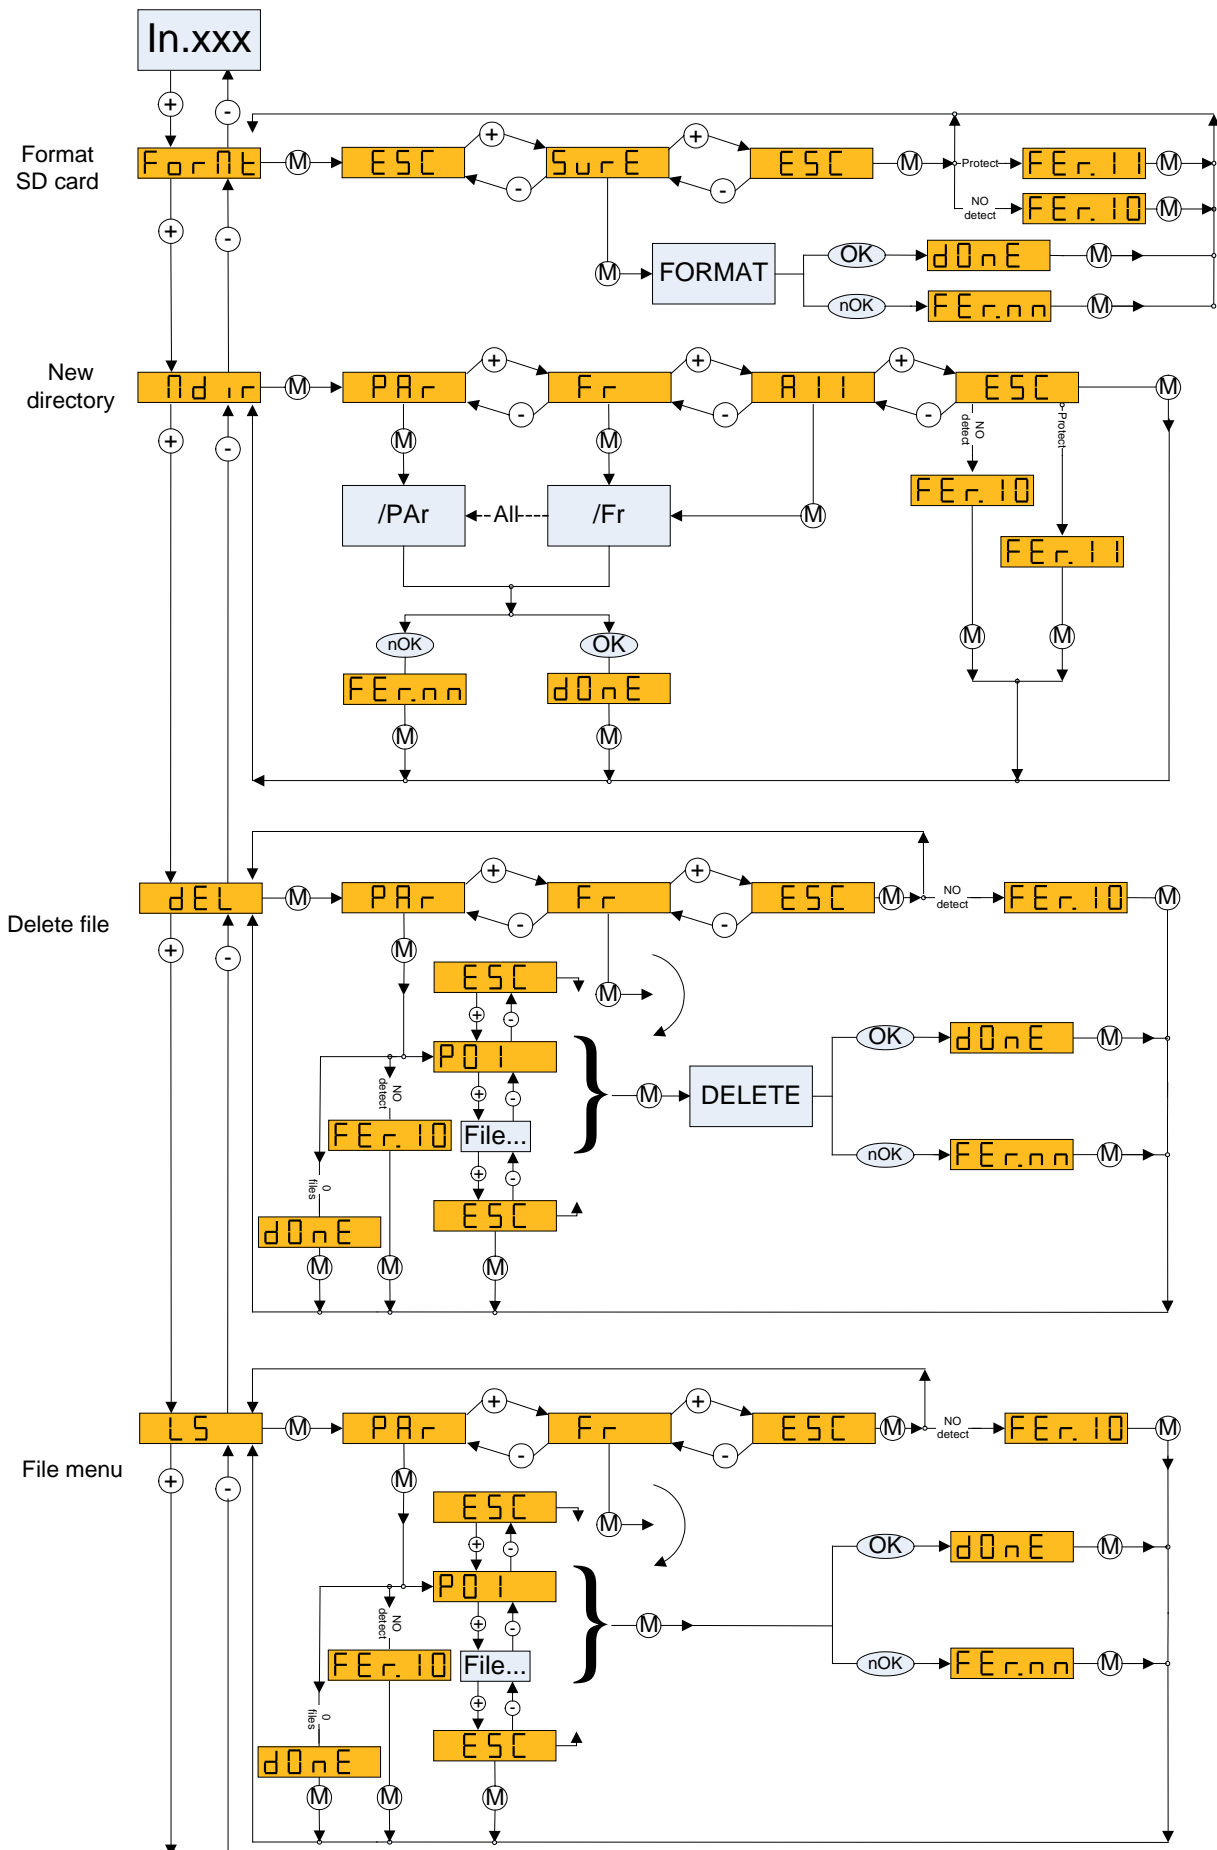 In.xxx
+
-
Format
SD card
ForMt
M
ESC
+
-
SurE
+
-
ESC
M
Protect
FEr.11
M
NO
detect
FEr.10
M
+
-
M
FORMAT
OK
dOnE
M
nOK
FEr.nn
M
New
directory
Mdir
M
PAr
+
-
Fr
+
-
All
+
-
ESC
M
+
-
M
M
NO
detect
Protect
/PAr
All
/Fr
M
FEr.10
FEr.11
nOK
OK
M
M
FEr.nn
dOnE
M
M
Delete file
dEL
M
PAr
+
-
Fr
+
-
ESC
M
NO
detect
FEr.10
M
+
-
M
ESC
M
+
-
P01
OK
dOnE
M
NO
detect
+
-
M
DELETE
FEr.10
File...
nOK
FEr.nn
M
0
files
+
-
dOnE
ESC
M
M
M
File menu
LS
M
PAr
+
-
Fr
+
-
ESC
M
NO
detect
FEr.10
M
+
-
M
ESC
M
+
-
P01
OK
dOnE
M
NO
detect
+
-
M
FEr.10
File...
nOK
FEr.nn
M
0
files
+
-
dOnE
ESC
M
M
M